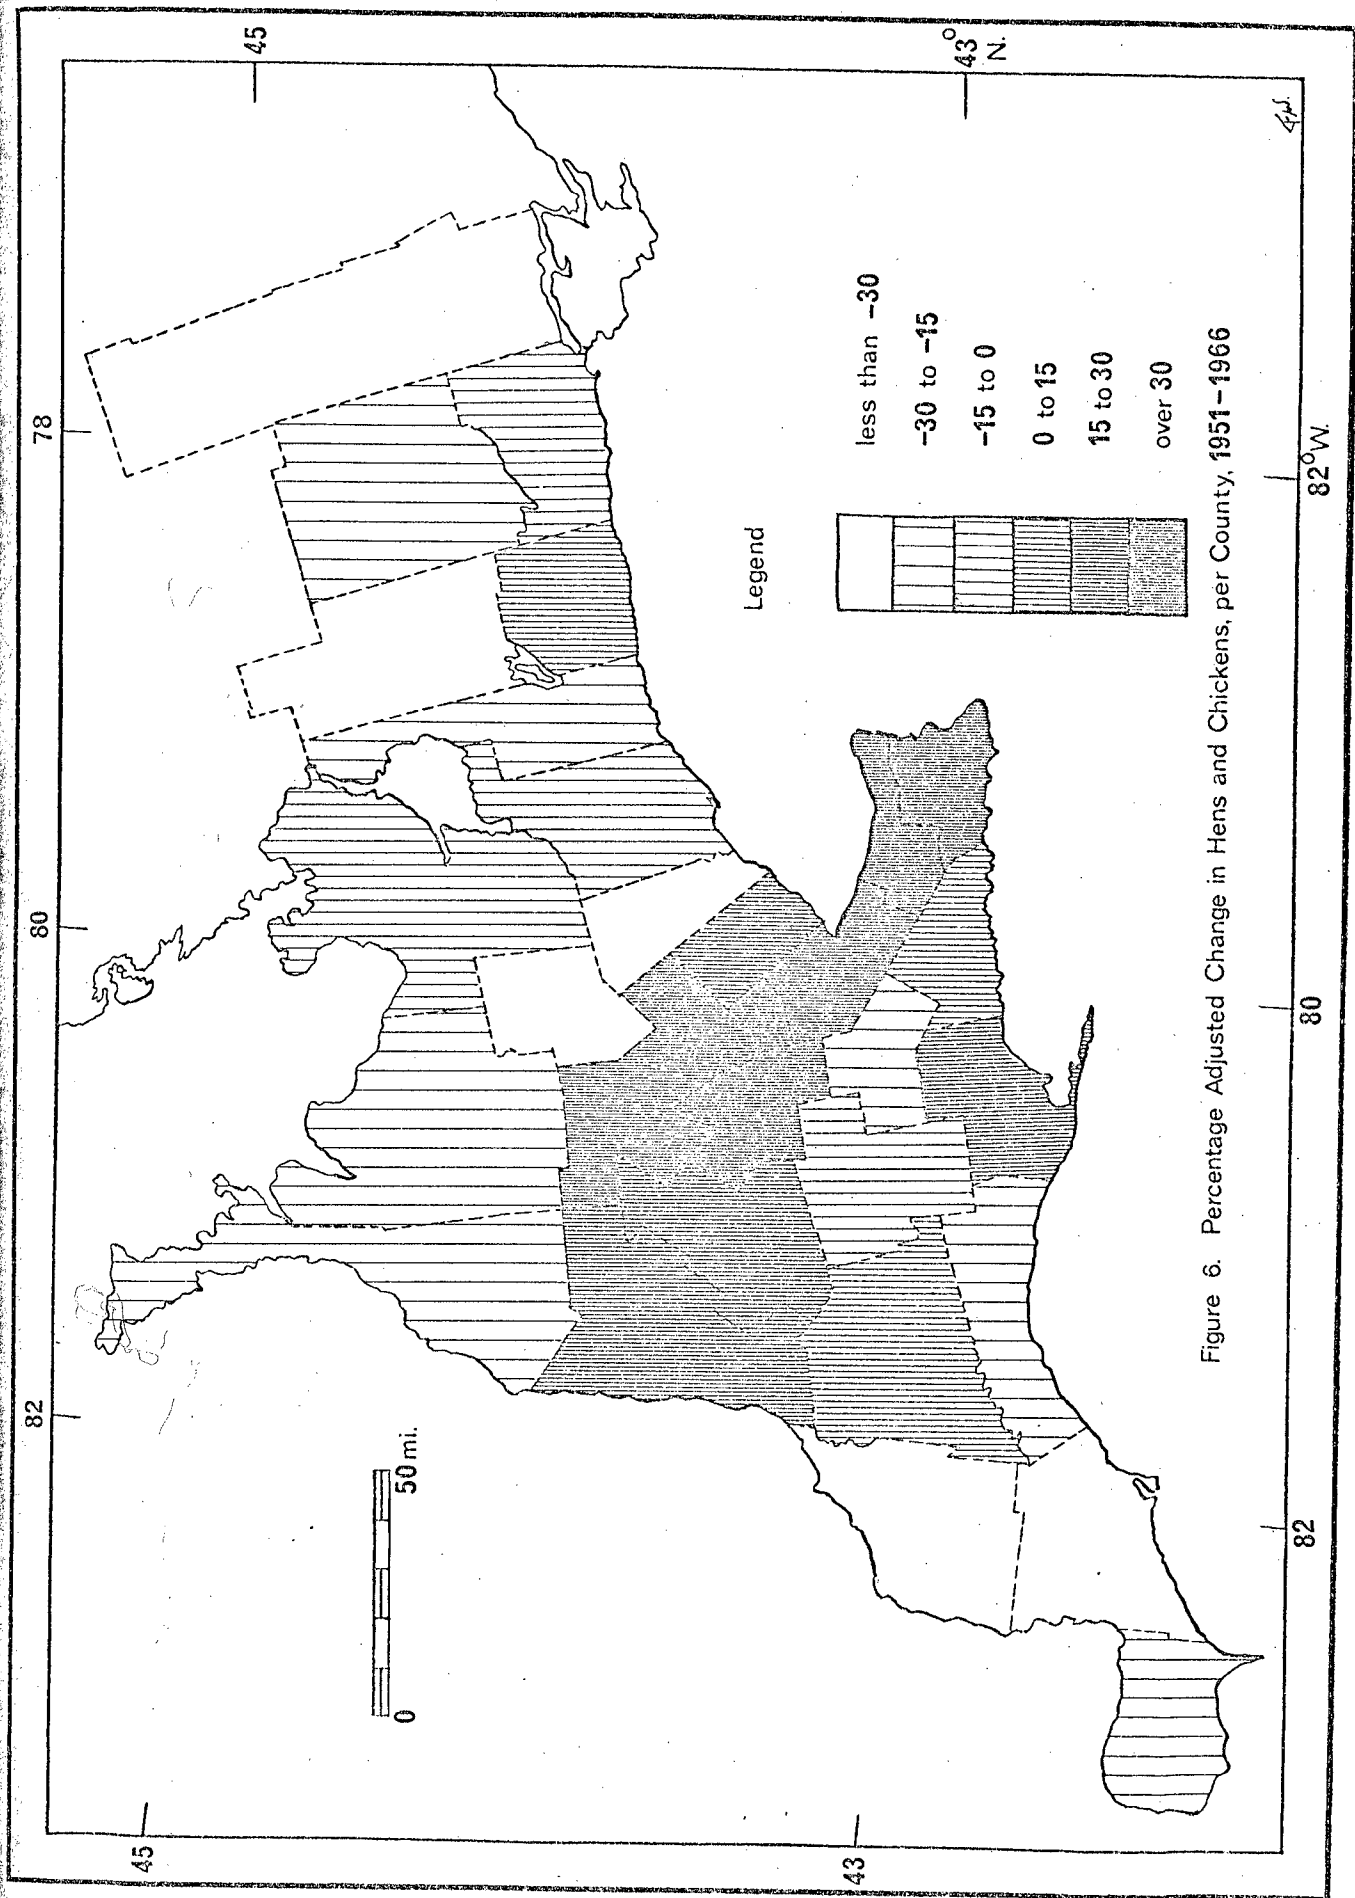 82
80
78
45
45
43
43°
N.
0
50 mi.
Legend
less than -30
-30 to -15
-15 to 0
0 to 15
15 to 30
over 30
82
80
82°W.
Figure 6. Percentage Adjusted Change in Hens and Chickens, per County, 1951-1966